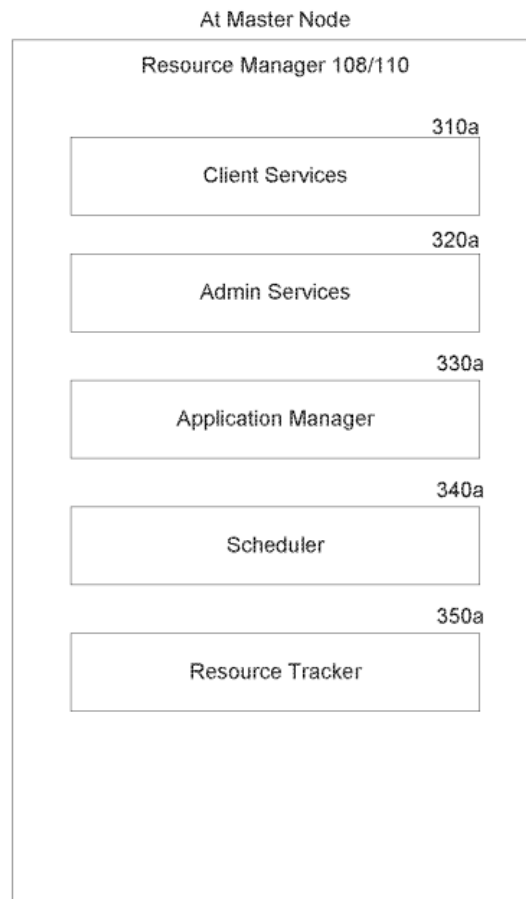 At Master Node
Resource Manager 108/110
310a
Client Services
320a
Admin Services
330a
Application Manager
340a
Scheduler
350a
Resource Tracker